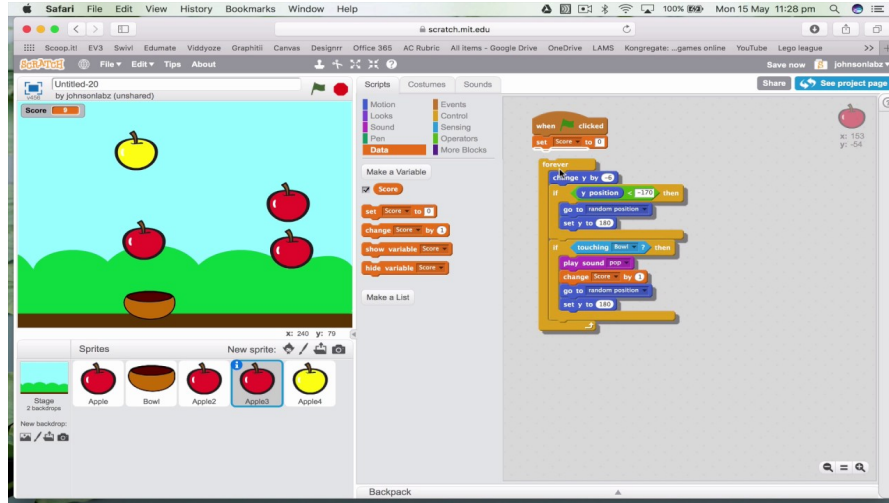 Safari File Edit View History Bookmarks Window Help 100% Mon 15 May 11:28 pm
scratch.mit.edu
Scoop.it! EV3 Swivl Edumate Viddyoze Graphitii Canvas Designrr Office 365 AC Rubric All Items - Google Drive OneDrive LAMS Kongregate: ...games online YouTube Lego league >>
SCRATCH File Edit Tips About Save now johnsonlabz
Untitled-20
by johnsonlabz (unshared)
v456
Scripts Costumes Sounds
Share See project page
Score
Motion Events
Looks Control
Sound Sensing
Pen Operators
Data More Blocks
Make a Variable
Score
set Score to 0
change Score by 1
show variable Score
hide variable Score
Make a List
when clicked
set Score to 0
forever
change y by -6
if y position < -170 then
go to random position
set y to 180
if touching Bowl ? then
play sound pop
change Score by 1
go to random position
set y to 180
x: 153
y: -54
x: 240 y: 79
Sprites New sprite:
Stage
2 backdrops
New backdrop:
Apple Bowl Apple2 Apple3 Apple4
Backpack